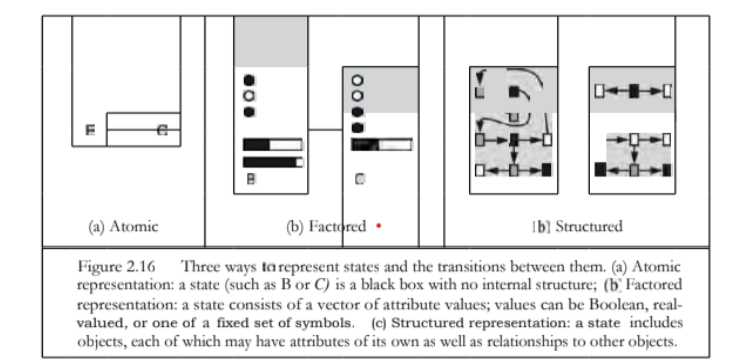 B C
B C
(a) Atomic (b) Factored [b] Structured
Figure 2.16 Three ways to represent states and the transitions between them. (a) Atomic
representation: a state (such as B or C) is a black box with no internal structure; (b) Factored
representation: a state consists of a vector of attribute values; values can be Boolean, real-
valued, or one of a fixed set of symbols. (c) Structured representation: a state includes
objects, each of which may have attributes of its own as well as relationships to other objects.